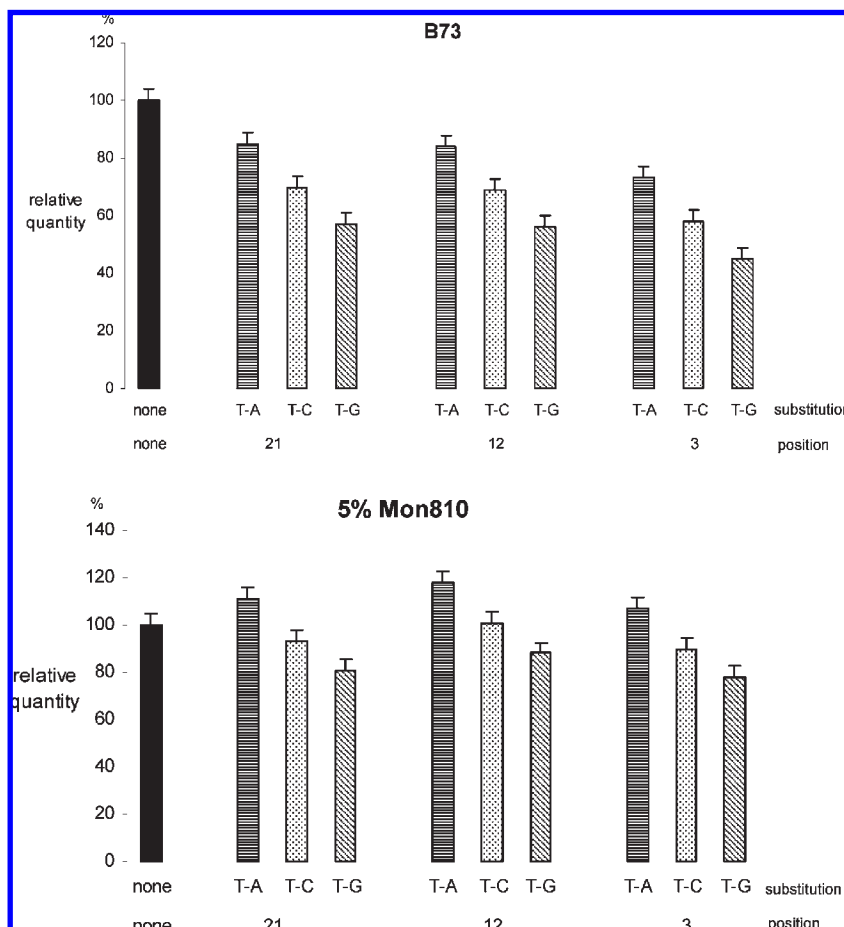 %
B73
120
100
80
relative
quantity
60
40
20
0
none T-A T-C T-G T-A T-C T-G T-A T-C T-G substitution
none 21 12 3 position
%
5% Mon810
140
120
100
80
relative
quantity
60
40
20
0
none T-A T-C T-G T-A T-C T-G T-A T-C T-G substitution
none 21 12 3 position